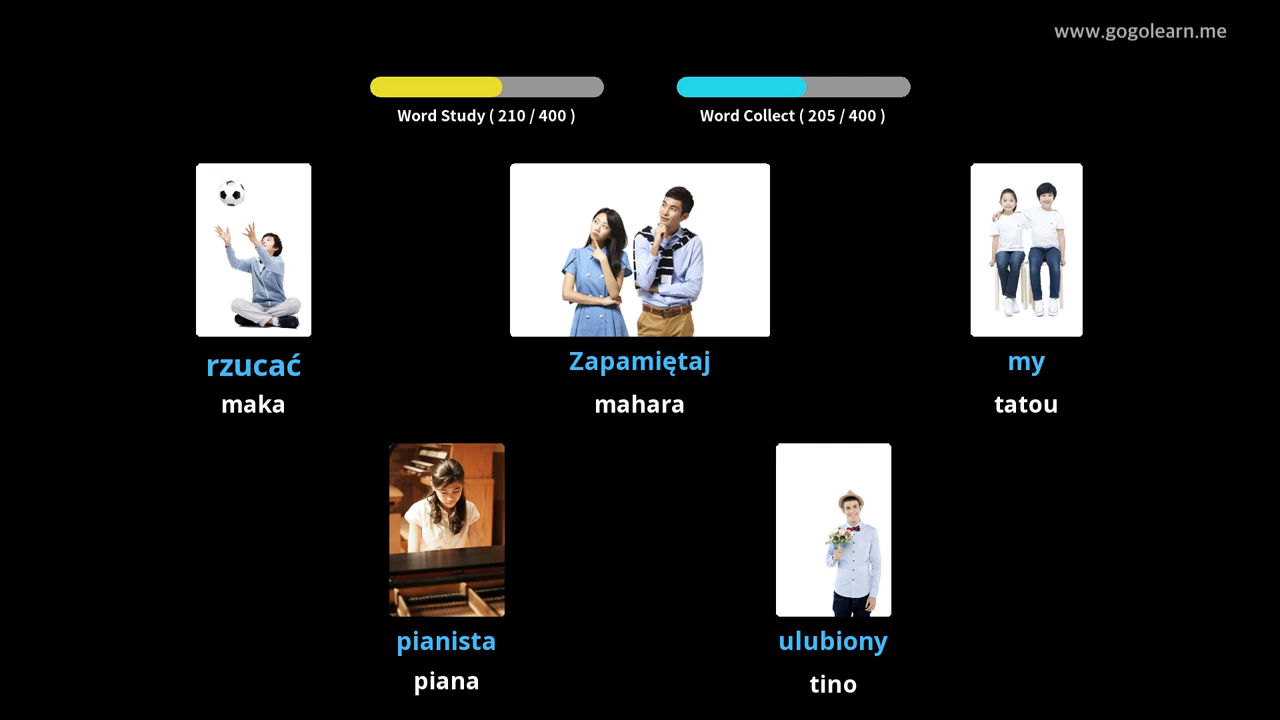 www.gogolearn.me
Word Study ( 210 / 400 )
Word Collect ( 205 / 400 )
rzucać
maka
Zapamiętaj
mahara
my
tatou
pianista
piana
ulubiony
tino